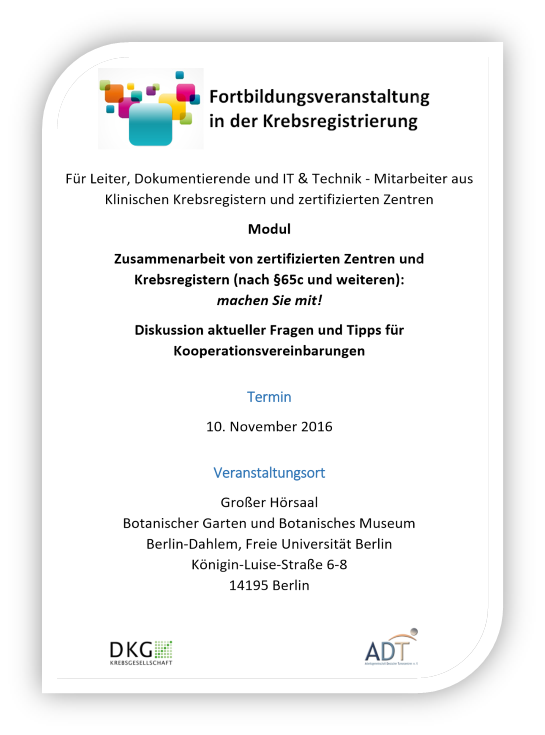 Fortbildungsveranstaltung
in der Krebsregistrierung
Für Leiter, Dokumentierende und IT & Technik - Mitarbeiter aus
Klinischen Krebsregistern und zertifizierten Zentren
Modul
Zusammenarbeit von zertifizierten Zentren und
Krebsregistern (nach §65c und weiteren):
machen Sie mit!
Diskussion aktueller Fragen und Tipps für
Kooperationsvereinbarungen
Termin
10. November 2016
Veranstaltungsort
Großer Hörsaal
Botanischer Garten und Botanisches Museum
Berlin-Dahlem, Freie Universität Berlin
Königin-Luise-Straße 6-8
14195 Berlin
DKG
KREBSGESELLSCHAFT
ADT